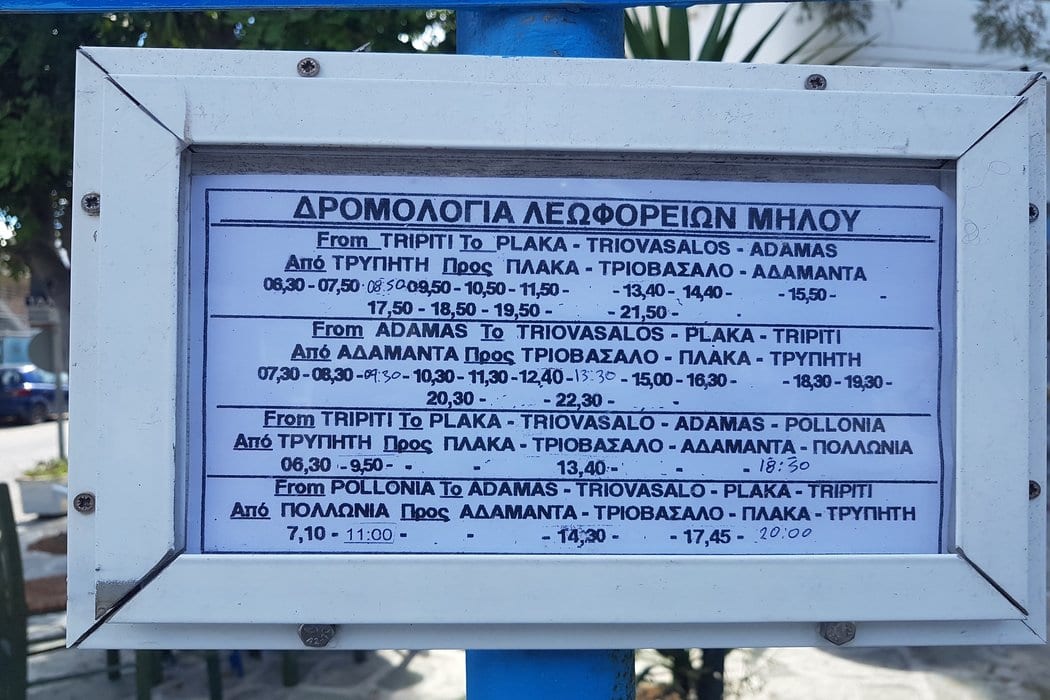 ΔΡΟΜΟΛΟΓΙΑ ΛΕΩΦΟΡΕΙΩΝ ΜΗΛΟΥ
From TRIPITI To PLAKA - TRIOVASALOS - ADAMAS
Από ΤΡΥΠΗΤΗ Προς ΠΛΑΚΑ - ΤΡΙΟΒΑΣΑΛΟ - ΑΔΑΜΑΝΤΑ
06,30 - 07,50 - 08:50 - 09,50 - 10,50 - 11,50 - - 13,40 - 14,40 - - 15,50 - -
17,50 - 18,50 - 19,50 - - 21,50 - -
From ADAMAS To TRIOVASALOS - PLAKA - TRIPITI
Από ΑΔΑΜΑΝΤΑ Προς ΤΡΙΟΒΑΣΑΛΟ - ΠΛΑΚΑ - ΤΡΥΠΗΤΗ
07,30 - 08,30 - 09:30 - 10,30 - 11,30 - 12,40 - 13:30 - 15,00 - 16,30 - - 18,30 - 19,30 -
20,30 - - 22,30 - -
From TRIPITI To PLAKA - TRIOVASALO - ADAMAS - POLLONIA
Από ΤΡΥΠΗΤΗ Προς ΠΛΑΚΑ - ΤΡΙΟΒΑΣΑΛΟ - ΑΔΑΜΑΝΤΑ - ΠΟΛΛΩΝΙΑ
06,30 - 9,50 - - - 13,40 - - - 18:30
From POLLONIA To ADAMAS - TRIOVASALO - PLAKA - TRIPITI
Από ΠΟΛΛΩΝΙΑ Προς ΑΔΑΜΑΝΤΑ - ΤΡΙΟΒΑΣΑΛΟ - ΠΛΑΚΑ - ΤΡΥΠΗΤΗ
7,10 - 11:00 - - - 14,30 - - 17,45 - 20:00